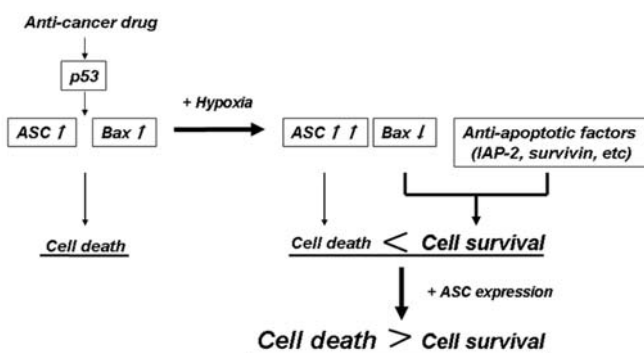 Anti-cancer drug
p53
+ Hypoxia
ASC ↑ Bax ↑
ASC ↑ ↑ Bax ↓ Anti-apoptotic factors
(IAP-2, survivin, etc)
Cell death
Cell death < Cell survival
+ ASC expression
Cell death > Cell survival